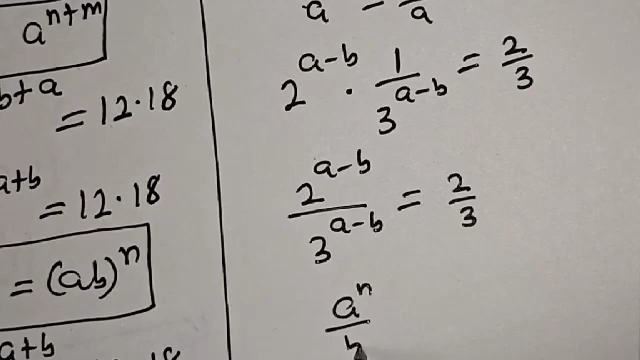 a^{n+m}
b+a
= 12·18
a+b
= 12·18
= (ab)^n
a+b
a
2^{a-b} · 1/3^{a-b} = 2/3
2^{a-b}/3^{a-b} = 2/3
a^n/b